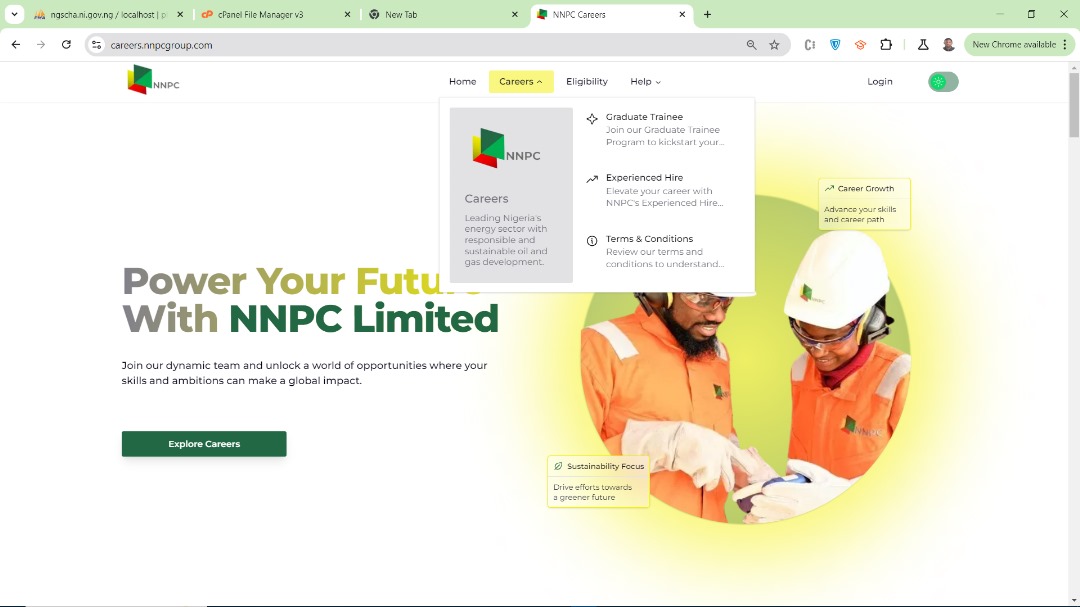 ngscha.ni.gov.ng / localhost | p
cPanel File Manager v3
New Tab
NNPC Careers
careers.nnpcgroup.com
New Chrome available
NNPC
Home
Careers
Eligibility
Help
Login
NNPC
Careers
Leading Nigeria's
energy sector with
responsible and
sustainable oil and
gas development.
Graduate Trainee
Join our Graduate Trainee
Program to kickstart your...
Experienced Hire
Elevate your career with
NNPC's Experienced Hire...
Terms & Conditions
Review our terms and
conditions to understand...
Power Your Future
With NNPC Limited
Join our dynamic team and unlock a world of opportunities where your
skills and ambitions can make a global impact.
Explore Careers
Career Growth
Advance your skills
and career path
NNPC
Sustainability Focus
Drive efforts towards
a greener future